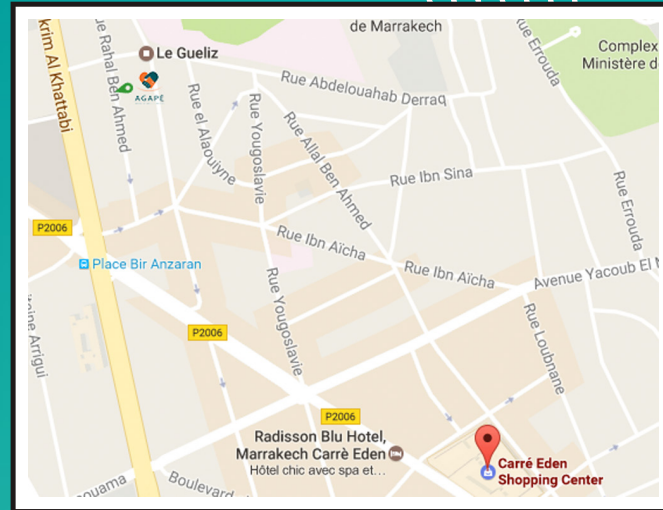 de Marrakech
krim Al Khattabi
ue Rahal Ben Ahmed
Le Gueliz
AGAPÉ
Rue Abdelouahab Derraq
Rue Errouda
Complex
Ministère d
Rue el Alaouiyne
Rue Yougoslavie
Rue Allal Ben Ahmed
Rue Ibn Sina
Rue Errouda
P2006
Rue Ibn Aïcha
Place Bir Anzaran
Rue Ibn Aïcha
Avenue Yacoub El
Rue Yougoslavie
Rue Loubnane
P2006
Arrigui
P2006
Radisson Blu Hotel,
Marrakech Carrè Eden
Hôtel chic avec spa et...
Carré Eden
Shopping Center
ouama
Boulevard